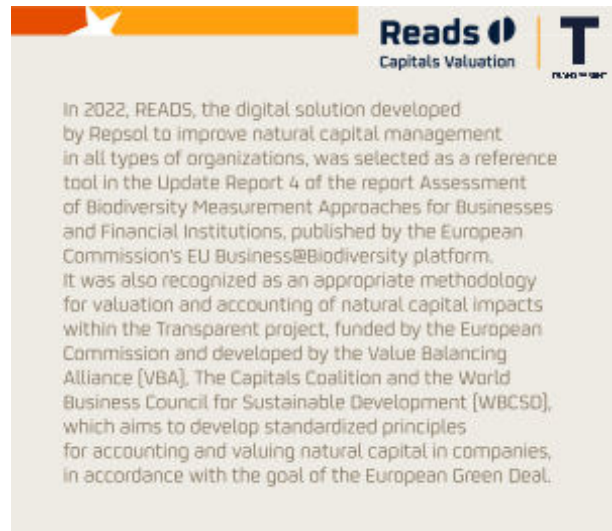 Reads
Capitals Valuation
T
In 2022, READS, the digital solution developed
by Repsol to improve natural capital management
in all types of organizations, was selected as a reference
tool in the Update Report 4 of the report Assessment
of Biodiversity Measurement Approaches for Businesses
and Financial Institutions, published by the European
Commission's EU Business@Biodiversity platform.
It was also recognized as an appropriate methodology
for valuation and accounting of natural capital impacts
within the Transparent project, funded by the European
Commission and developed by the Value Balancing
Alliance (VBA), The Capitals Coalition and the World
Business Council for Sustainable Development (WBCSD),
which aims to develop standardized principles
for accounting and valuing natural capital in companies,
in accordance with the goal of the European Green Deal.